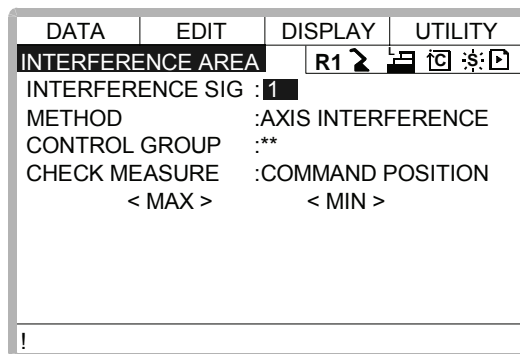 DATA EDIT DISPLAY UTILITY
INTERFERENCE AREA R1 C S
INTERFERENCE SIG :1
METHOD :AXIS INTERFERENCE
CONTROL GROUP :**
CHECK MEASURE :COMMAND POSITION
< MAX > < MIN >
!